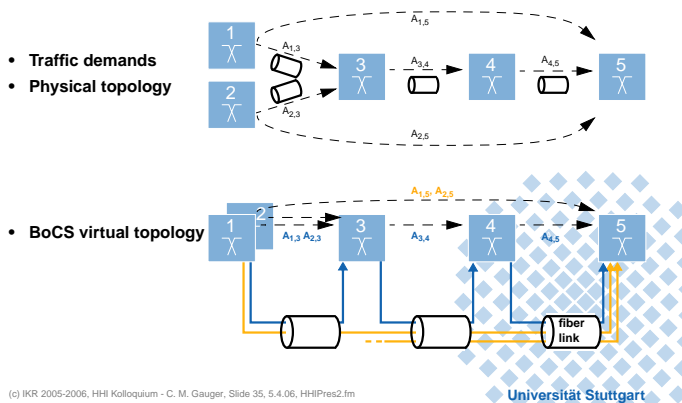 A1,5
1
A1,3
• Traffic demands
3
A3,4
4
A4,5
5
• Physical topology
2
A2,3
A2,5
A1,5, A2,5
2
• BoCS virtual topology
1
3
4
5
A1,3 A2,3
A3,4
A4,5
fiber
link
(c) IKR 2005-2006, HHI Kolloquium - C. M. Gauger, Slide 35, 5.4.06, HHIPres2.fm
Universität Stuttgart